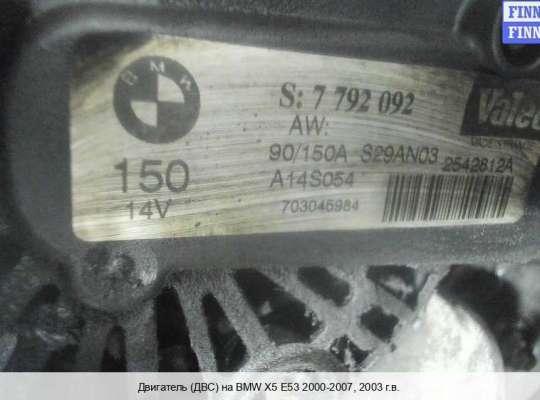 FINN
FINN
BMW
S: 7 792 092
AW:
90/150A S29AN03
150
A14S054
2542812A
14V
703045984
Valeo
Двигатель (ДВС) на BMW X5 E53 2000-2007, 2003 г.в.